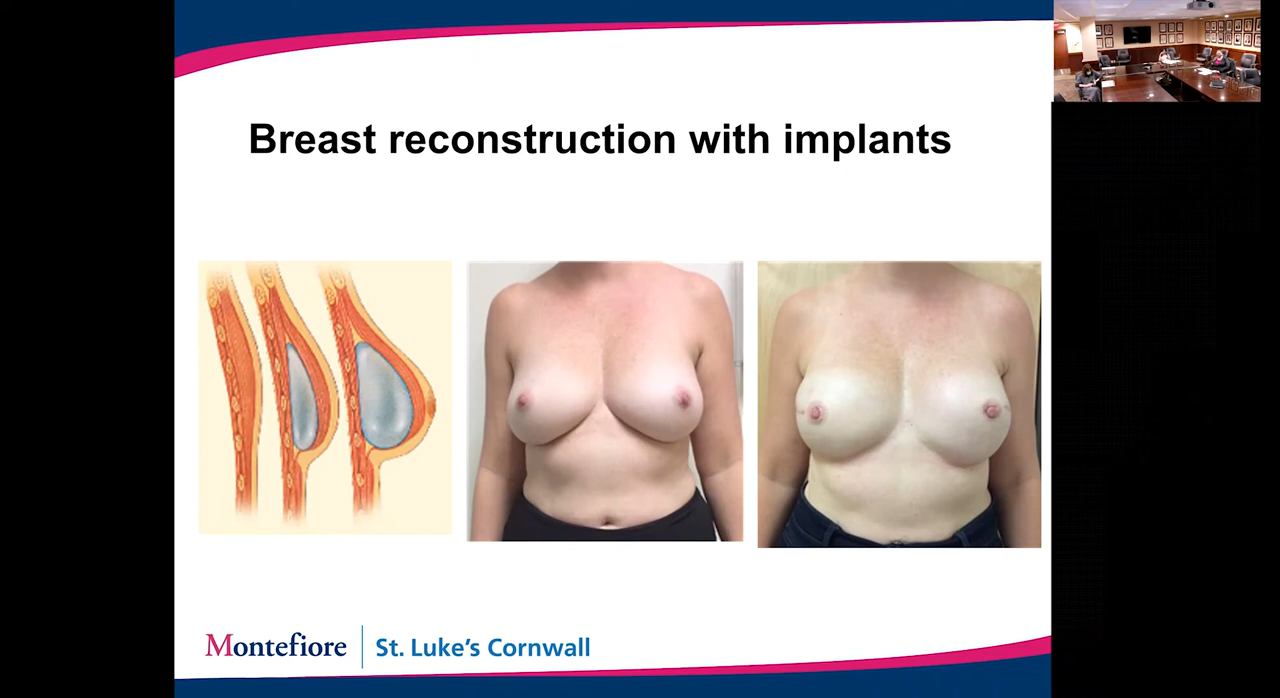 Breast reconstruction with implants
Montefiore
St. Luke's Cornwall